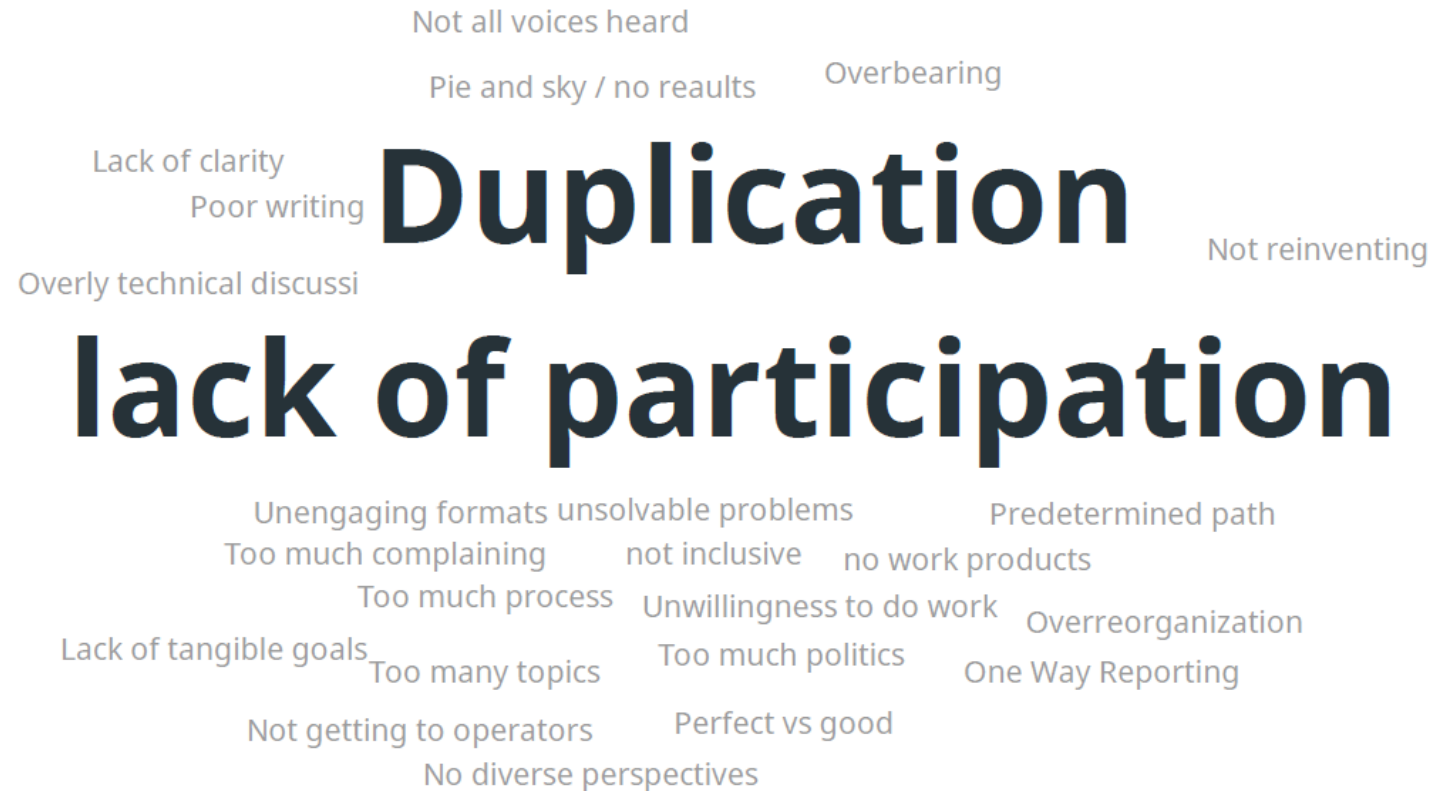 Not all voices heard
Overbearing
Pie and sky / no reaults
Lack of clarity
Duplication
Poor writing
Not reinventing
Overly technical discussi
lack of participation
Unengaging formats
unsolvable problems
Predetermined path
Too much complaining
not inclusive
no work products
Too much process
Unwillingness to do work
Overreorganization
Lack of tangible goals
Too many topics
Too much politics
One Way Reporting
Not getting to operators
Perfect vs good
No diverse perspectives